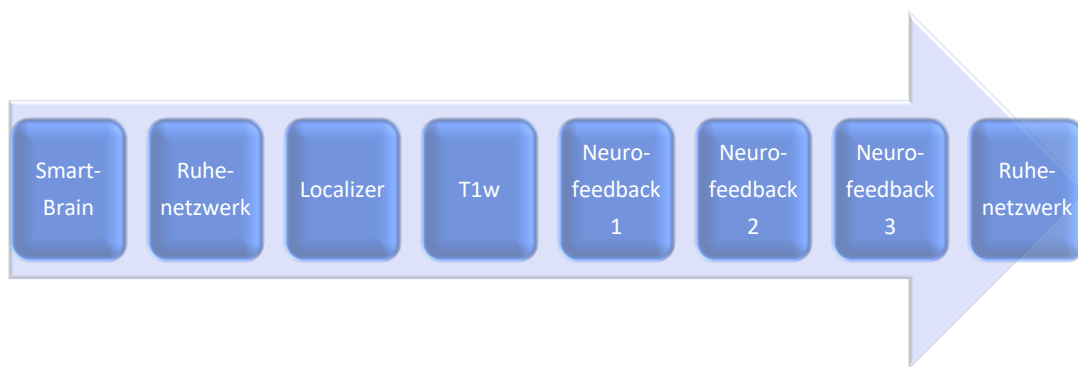 Smart-
Brain
Ruhe-
netzwerk
Localizer
T1w
Neuro-
feedback
1
Neuro-
feedback
2
Neuro-
feedback
3
Ruhe-
netzwerk